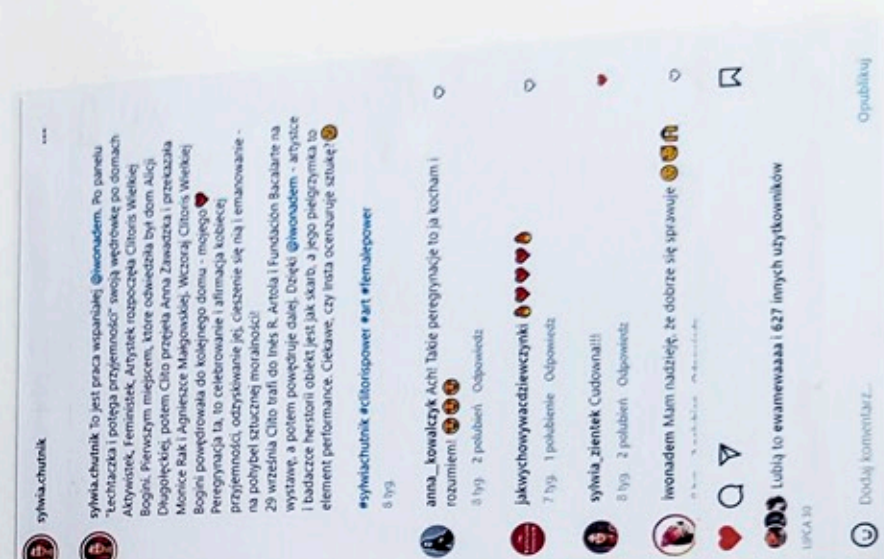 sylwia.chutnik
...
sylwia.chutnik To jest praca wspaniałej @iwonadem. Po panelu
"Łechtaczka i potęga przyjemności" swoją wędrówkę po domach
Aktywistek, Feministek, Artystek rozpoczęła Clitoris Wielkiej
Bogini. Pierwszym miejscem, które odwiedziła był dom Alicji
Długołęckiej, potem Clito przejęła Anna Zawadzka i przekazała
Monice Rak i Agnieszce Małgowskiej. Wczoraj Clitoris Wielkiej
Bogini powędrowała do kolejnego domu - mojego❤️
Peregrynacja ta, to celebrowanie i afirmacja kobiecej
przyjemności, odzyskiwanie jej, cieszenie się nią i emanowanie -
na pohybel sztucznej moralności!
29 września Clito trafi do Inés R. Artola i Fundación Bacalarte na
wystawę, a potem powędruje dalej. Dzięki @iwonadem - artystce
i badaczce herstorii obiekt jest jak skarb, a jego pielgrzymka to
element performance. Ciekawe, czy Insta ocenzuruje sztukę?
#sylwiachutnik #clitorispower #art #femalepower
8 tyg.
anna__kowalczyk Ach! Takie peregrynacje to ja kocham i
rozumiem!
8 tyg. 2 polubień Odpowiedz
jakwychowywacdziewczynki 🔥❤️❤️❤️❤️🔥
7 tyg. 1 polubienie Odpowiedz
sylwia_zientek Cudowna!!!
8 tyg. 2 polubień Odpowiedz
iwonadem Mam nadzieję, że dobrze się sprawuje
Lubią to ewamewaaaa i 627 innych użytkowników
LIPCA 30
Dodaj komentarz...
Opublikuj